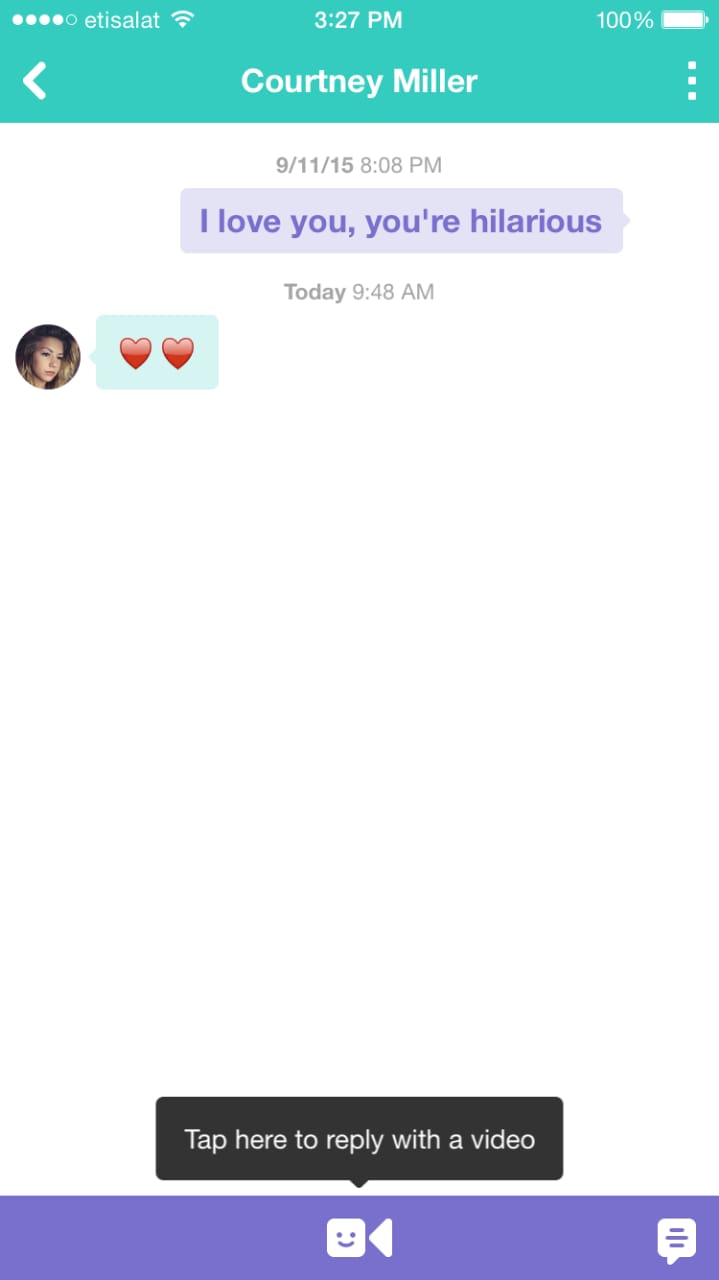 etisalat 3:27 PM 100%
Courtney Miller
9/11/15 8:08 PM
I love you, you're hilarious
Today 9:48 AM
Tap here to reply with a video